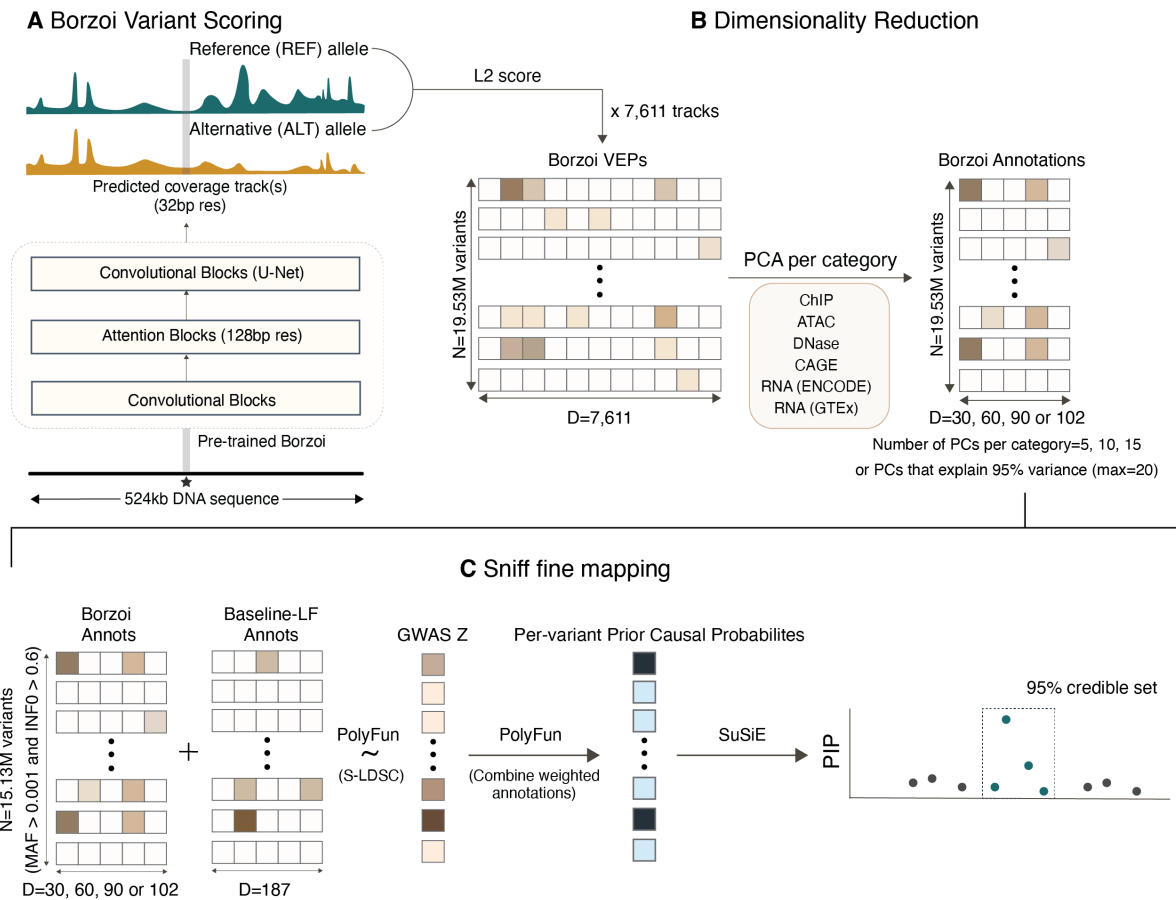 A Borzoi Variant Scoring
Reference (REF) allele
Alternative (ALT) allele
Predicted coverage track(s)
(32bp res)
Convolutional Blocks (U-Net)
Attention Blocks (128bp res)
Convolutional Blocks
Pre-trained Borzoi
524kb DNA sequence
L2 score
x 7,611 tracks
B Dimensionality Reduction
Borzoi VEPs
N=19.53M variants
D=7,611
PCA per category
ChIP
ATAC
DNase
CAGE
RNA (ENCODE)
RNA (GTEx)
Borzoi Annotations
N=19.53M variants
D=30, 60, 90 or 102
Number of PCs per category=5, 10, 15
or PCs that explain 95% variance (max=20)
C Sniff fine mapping
Borzoi
Annots
N=15.13M variants
(MAF > 0.001 and INF0 > 0.6)
D=30, 60, 90 or 102
+
Baseline-LF
Annots
D=187
PolyFun
~
(S-LDSC)
GWAS Z
PolyFun
(Combine weighted
annotations)
Per-variant Prior Causal Probabilites
SuSiE
95% credible set
PIP